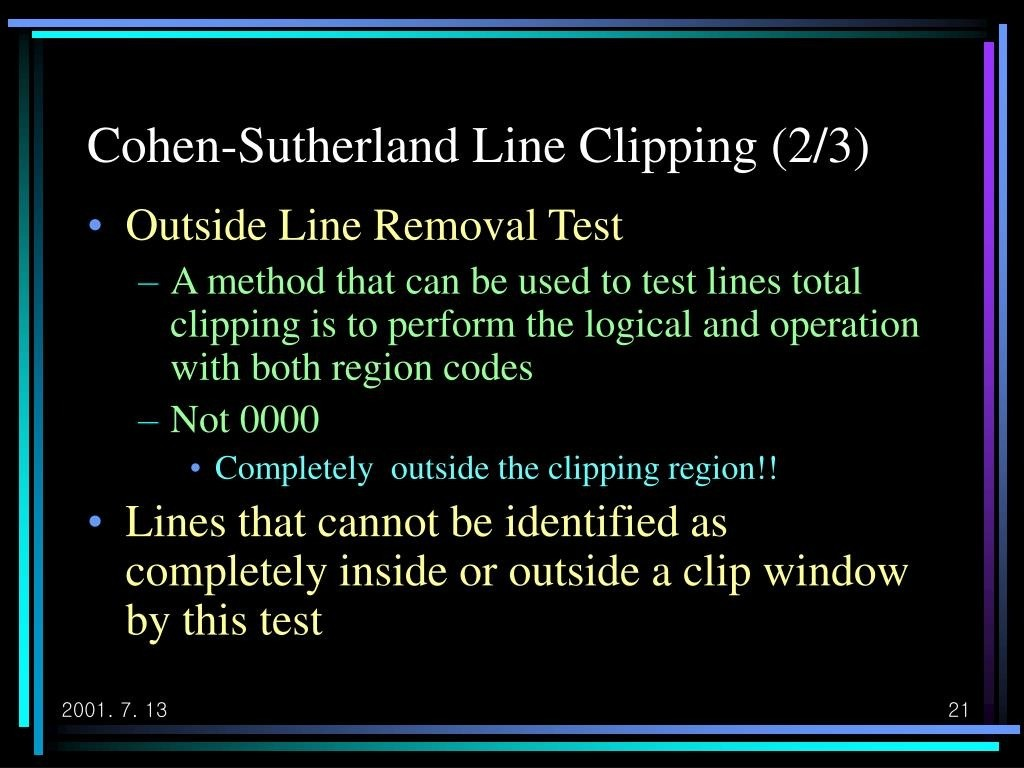 Cohen-Sutherland Line Clipping (2/3)
• Outside Line Removal Test
– A method that can be used to test lines total
clipping is to perform the logical and operation
with both region codes
– Not 0000
• Completely  outside the clipping region!!
• Lines that cannot be identified as
completely inside or outside a clip window
by this test
2001. 7. 13
21